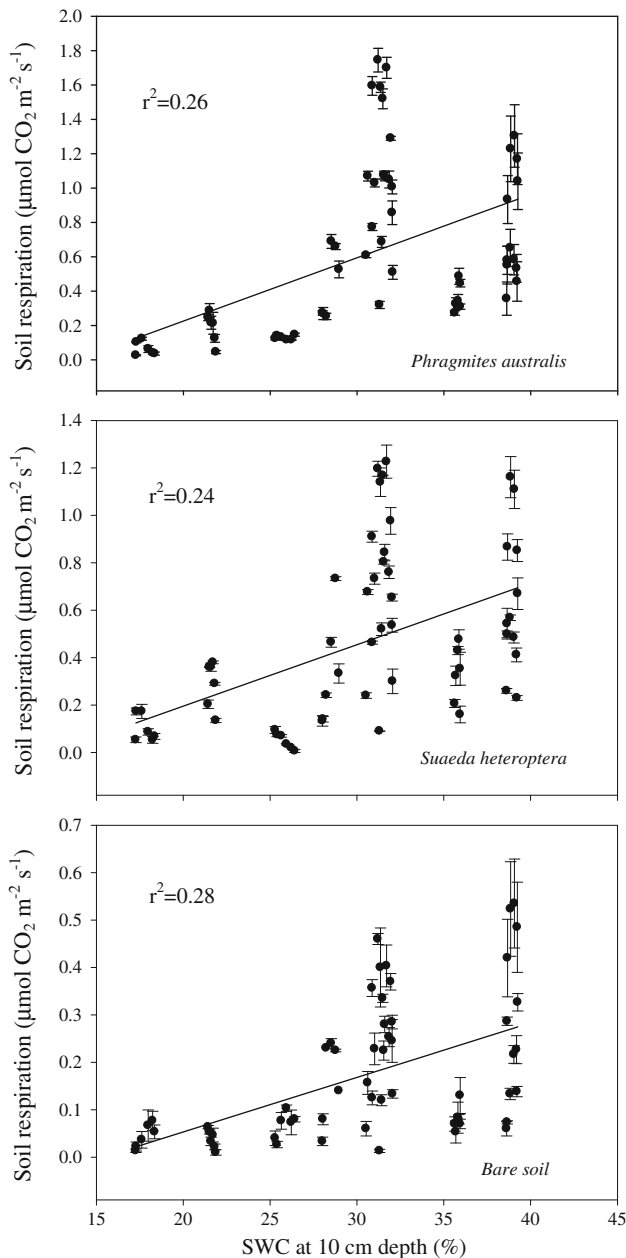 2.0
1.8
1.6
1.4
1.2
1.0
0.8
0.6
0.4
0.2
0.0
Soil respiration (µmol CO₂ m⁻² s⁻¹)
r²=0.26
Phragmites australis
1.4
1.2
1.0
0.8
0.6
0.4
0.2
0.0
Soil respiration (µmol CO₂ m⁻² s⁻¹)
r²=0.24
Suaeda heteroptera
0.7
0.6
0.5
0.4
0.3
0.2
0.1
0.0
Soil respiration (µmol CO₂ m⁻² s⁻¹)
r²=0.28
Bare soil
15 20 25 30 35 40 45
SWC at 10 cm depth (%)